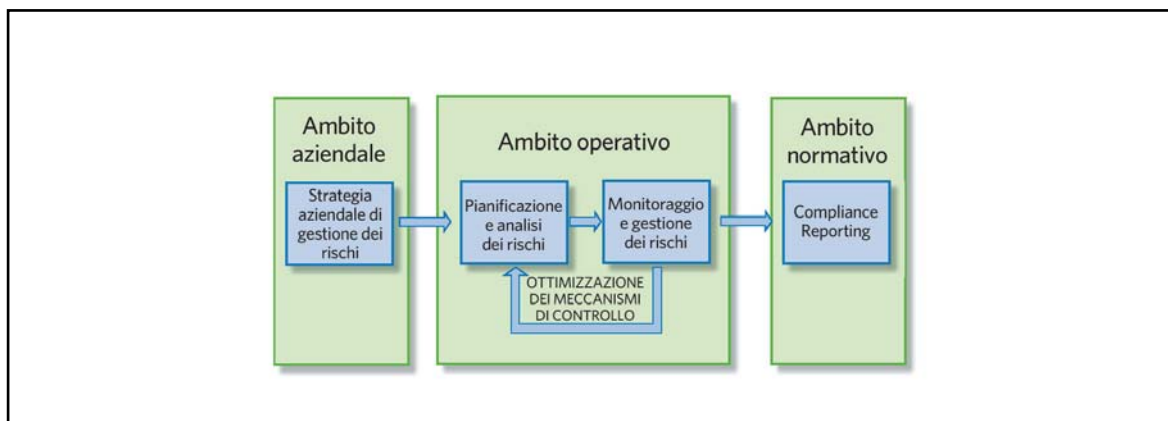 Ambito
aziendale
Strategia
aziendale di
gestione dei
rischi
Ambito operativo
Pianificazione
e analisi
dei rischi
Monitoraggio
e gestione
dei rischi
OTTIMIZZAZIONE
DEI MECCANISMI
DI CONTROLLO
Ambito
normativo
Compliance
Reporting